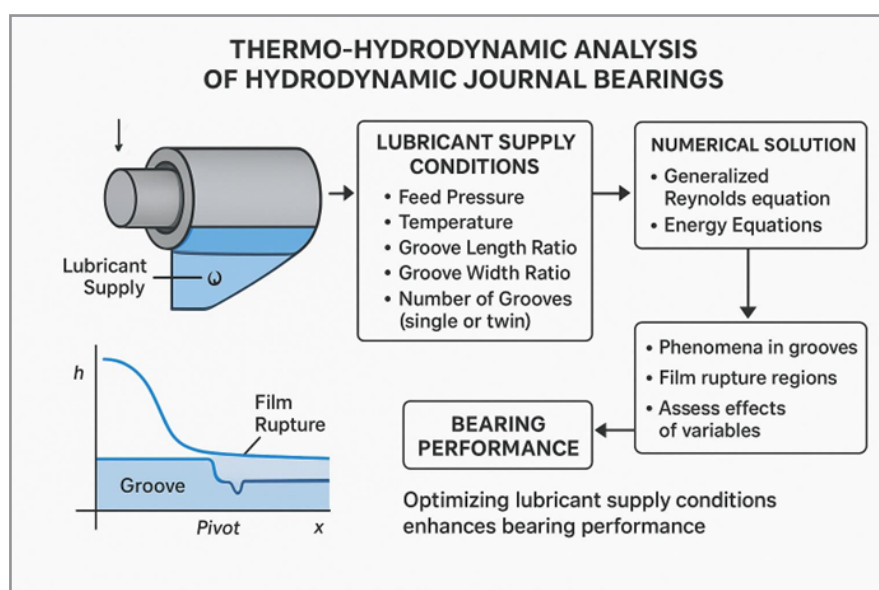 THERMO-HYDRODYNAMIC ANALYSIS
OF HYDRODYNAMIC JOURNAL BEARINGS
Lubricant
Supply
ω
LUBRICANT SUPPLY
CONDITIONS
• Feed Pressure
• Temperature
• Groove Length Ratio
• Groove Width Ratio
• Number of Grooves
(single or twin)
NUMERICAL SOLUTION
• Generalized
Reynolds equation
• Energy Equations
• Phenomena in grooves
• Film rupture regions
• Assess effects
of variables
BEARING
PERFORMANCE
Optimizing lubricant supply conditions
enhances bearing performance
h
Film
Rupture
Groove
Pivot
x